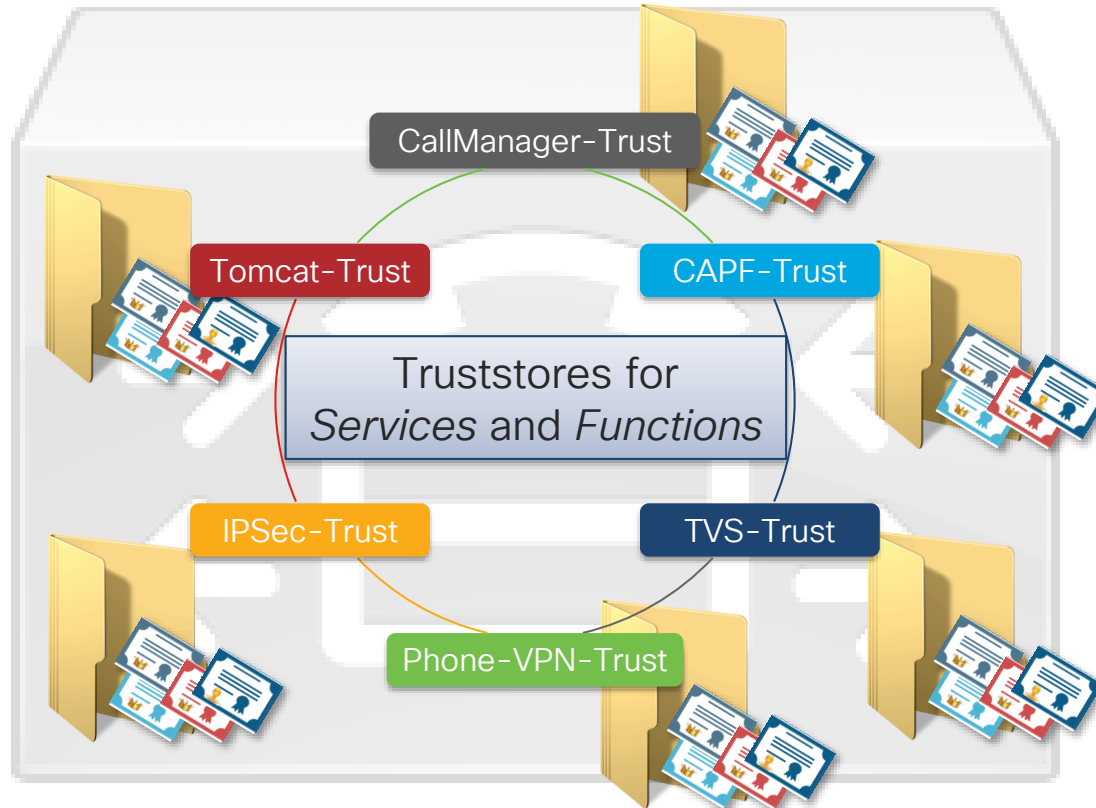 CallManager-Trust
Tomcat-Trust
CAPF-Trust
Truststores for
Services and Functions
IPSec-Trust
TVS-Trust
Phone-VPN-Trust